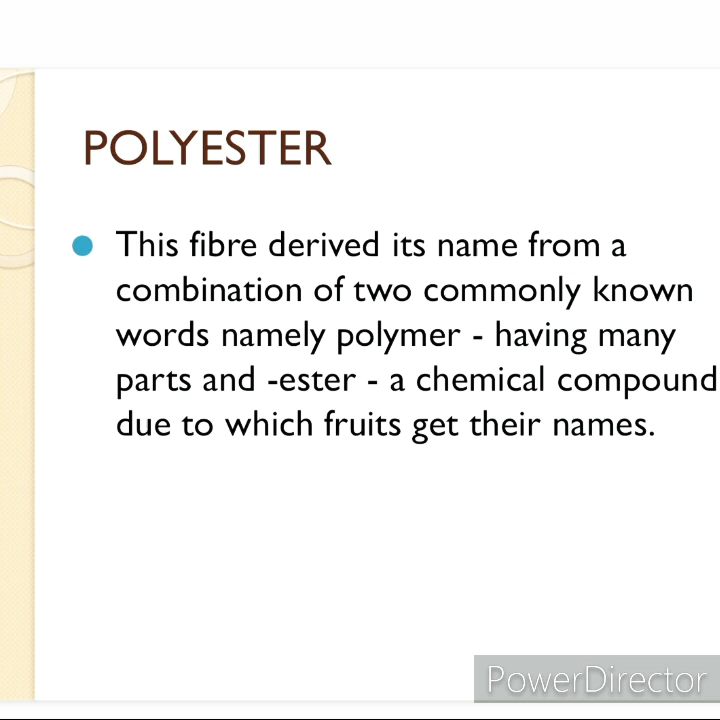 POLYESTER
This fibre derived its name from a
combination of two commonly known
words namely polymer - having many
parts and -ester - a chemical compound
due to which fruits get their names.
PowerDirector